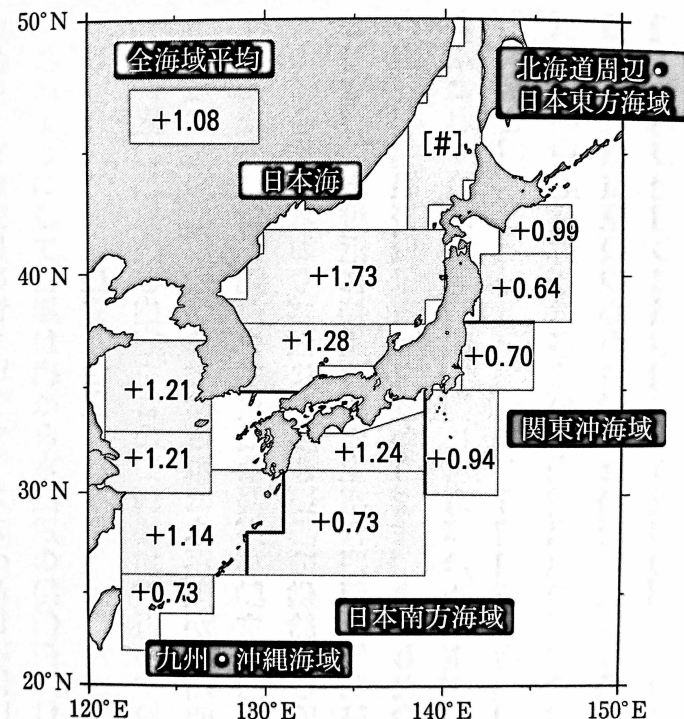 50°N
全海域平均
+1.08
北海道周辺・
日本東方海域
[#]
日本海
+0.99
40°N
+1.73
+0.64
+1.28
+0.70
+1.21
関東沖海域
+1.24
+1.21
+0.94
30°N
+1.14
+0.73
+0.73
日本南方海域
九州・沖縄海域
20°N
120°E
130°E
140°E
150°E